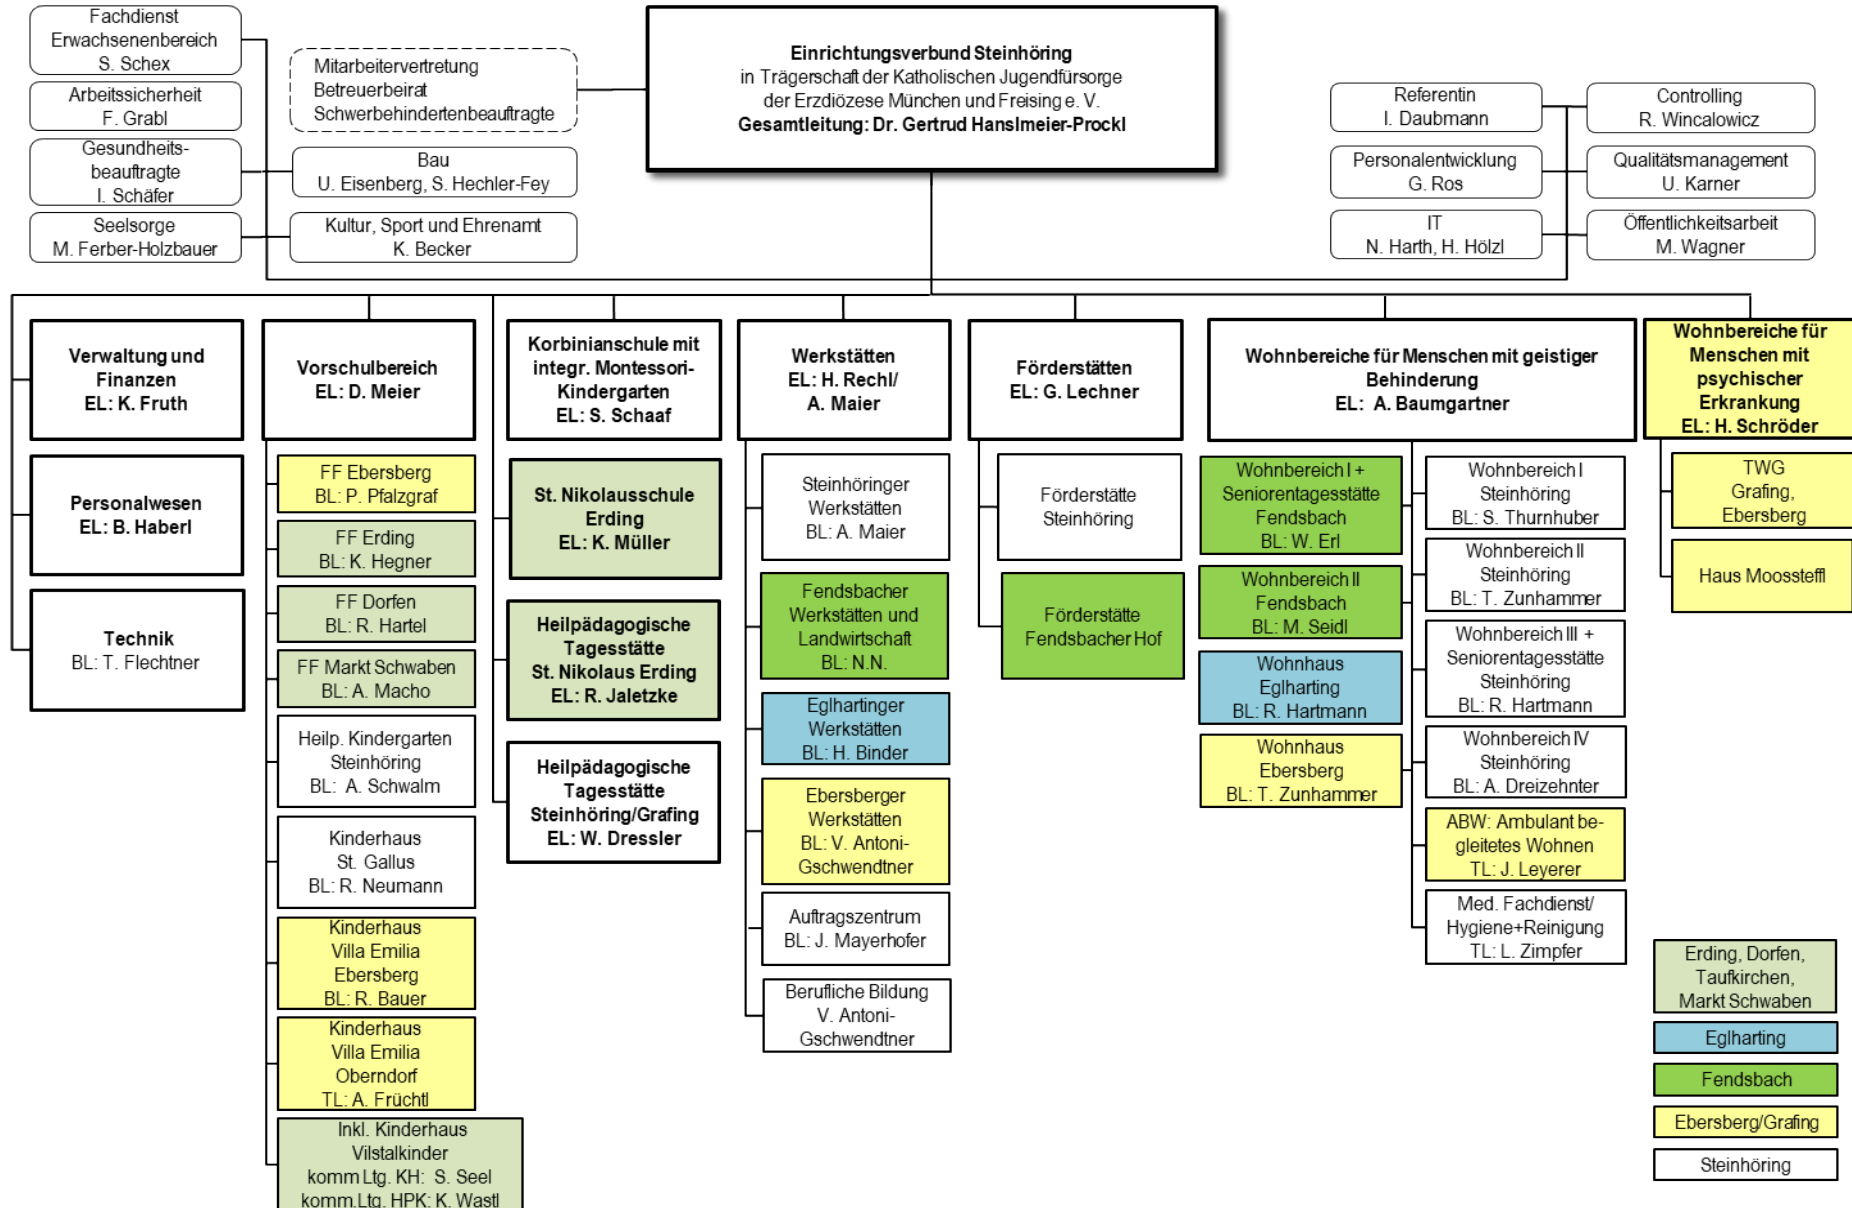 Fachdienst
Erwachsenenbereich
S. Schex
Arbeitssicherheit
F. Grabl
Gesundheits-
beauftragte
I. Schäfer
Seelsorge
M. Ferber-Holzbauer
Mitarbeitervertretung
Betreuerbeirat
Schwerbehindertenbeauftragte
Bau
U. Eisenberg, S. Hechler-Fey
Kultur, Sport und Ehrenamt
K. Becker
Einrichtungsverbund Steinhöring
in Trägerschaft der Katholischen Jugendfürsorge
der Erzdiözese München und Freising e. V.
Gesamtleitung: Dr. Gertrud Hanslmeier-Prockl
Referentin
I. Daubmann
Personalentwicklung
G. Ros
IT
N. Harth, H. Hölzl
Controlling
R. Wincalowicz
Qualitätsmanagement
U. Karner
Öffentlichkeitsarbeit
M. Wagner
Verwaltung und
Finanzen
EL: K. Fruth
Personalwesen
EL: B. Haberl
Technik
BL: T. Flechtner
Vorschulbereich
EL: D. Meier
FF Ebersberg
BL: P. Pfalzgraf
FF Erding
BL: K. Hegner
FF Dorfen
BL: R. Hartel
FF Markt Schwaben
BL: A. Macho
Heilp. Kindergarten
Steinhöring
BL: A. Schwalm
Kinderhaus
St. Gallus
BL: R. Neumann
Kinderhaus
Villa Emilia
Ebersberg
BL: R. Bauer
Kinderhaus
Villa Emilia
Oberndorf
TL: A. Früchtl
Inkl. Kinderhaus
Vilstalkinder
komm Ltg. KH: S. Seel
komm.Ltg. HPK: K. Wastl
Korbinianschule mit
integr. Montessori-
Kindergarten
EL: S. Schaaf
St. Nikolausschule
Erding
EL: K. Müller
Heilpädagogische
Tagesstätte
St. Nikolaus Erding
EL: R. Jaletzke
Heilpädagogische
Tagesstätte
Steinhöring/Grafing
EL: W. Dressler
Werkstätten
EL: H. Rechl/
A. Maier
Steinhöringer
Werkstätten
BL: A. Maier
Fendsbacher
Werkstätten und
Landwirtschaft
BL: N.N.
Eglhartinger
Werkstätten
BL: H. Binder
Ebersberger
Werkstätten
BL: V. Antoni-
Gschwendtner
Auftragszentrum
BL: J. Mayerhofer
Berufliche Bildung
V. Antoni-
Gschwendtner
Förderstätten
EL: G. Lechner
Förderstätte
Steinhöring
Förderstätte
Fendsbacher Hof
Wohnbereiche für Menschen mit geistiger
Behinderung
EL: A. Baumgartner
Wohnbereich I +
Seniorentagesstätte
Fendsbach
BL: W. Erl
Wohnbereich II
Fendsbach
BL: M. Seidl
Wohnhaus
Eglharting
BL: R. Hartmann
Wohnhaus
Ebersberg
BL: T. Zunhammer
Wohnbereich I
Steinhöring
BL: S. Thurnhuber
Wohnbereich II
Steinhöring
BL: T. Zunhammer
Wohnbereich III +
Seniorentagesstätte
Steinhöring
BL: R. Hartmann
Wohnbereich IV
Steinhöring
BL: A. Dreizehnter
ABW: Ambulant be-
gleitetes Wohnen
TL: J. Leyerer
Med. Fachdienst/
Hygiene+Reinigung
TL: L. Zimpfer
Wohnbereiche für
Menschen mit
psychischer
Erkrankung
EL: H. Schröder
TWG
Grafing,
Ebersberg
Haus Moossteffl
Erding, Dorfen,
Taufkirchen,
Markt Schwaben
Eglharting
Fendsbach
Ebersberg/Grafing
Steinhöring